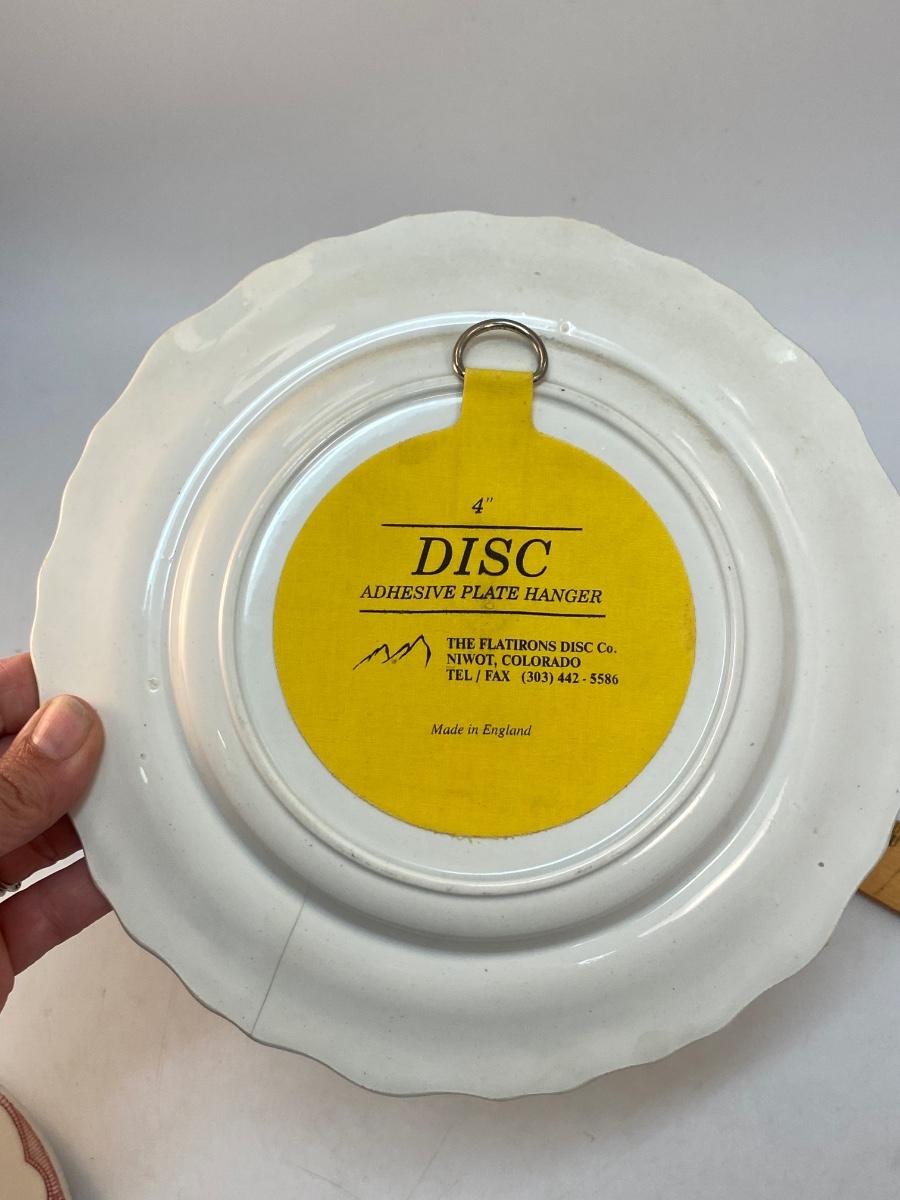 4"
DISC
ADHESIVE PLATE HANGER
THE FLATIRONS DISC Co.
NIWOT, COLORADO
TEL / FAX (303) 442 - 5586
Made in England